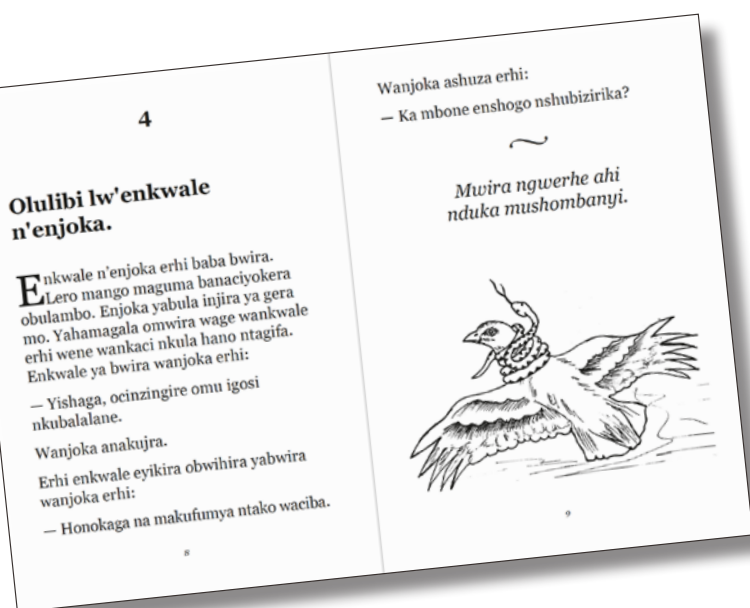 4
Olulibi lw'enkwale
n'enjoka.
Enkwale n'enjoka erhi baba bwira.
Lero mango maguma banaciyokera
obulambo. Enjoka yabula injira ya gera
mo. Yahamagala omwira wage wankwale
erhi wene wankaci nkula hano ntagifa.
Enkwale ya bwira wanjoka erhi:
— Yishaga, ocinzingire omu igosi
nkubalalane.
Wanjoka anakujra.
Erhi enkwale eyikira obwihira yabwira
wanjoka erhi:
— Honokaga na makufumya ntako waciba.
8
Wanjoka ashuza erhi:
— Ka mbone enshogo nshubizirika?
Mwira ngwerhe ahi
nduka mushombanyi.
9